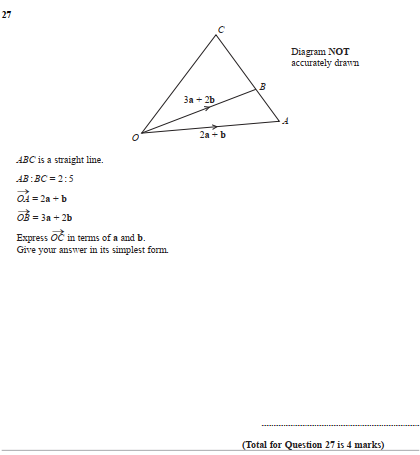 27
C
Diagram NOT
accurately drawn
B
3a + 2b
A
2a + b
O
ABC is a straight line.
AB : BC = 2 : 5
OA = 2a + b
OB = 3a + 2b
Express OC in terms of a and b.
Give your answer in its simplest form.
(Total for Question 27 is 4 marks)